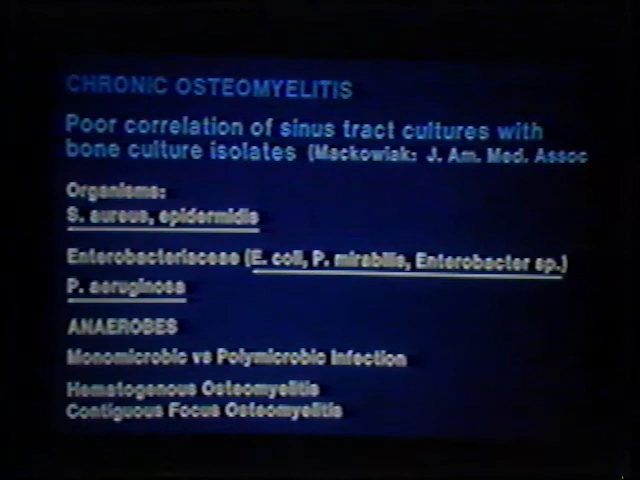 CHRONIC OSTEOMYELITIS
Poor correlation of sinus tract cultures with
bone culture isolates (Mackowiak: J. Am. Med. Assoc
Organisms:
S. aureus, epidermidis
Enterobacteriaceae (E. coli, P. mirabilis, Enterobacter sp.)
P. aeruginosa
ANAEROBES
Monomicrobic vs Polymicrobic Infection
Hematogenous Osteomyelitis
Contiguous Focus Osteomyelitis